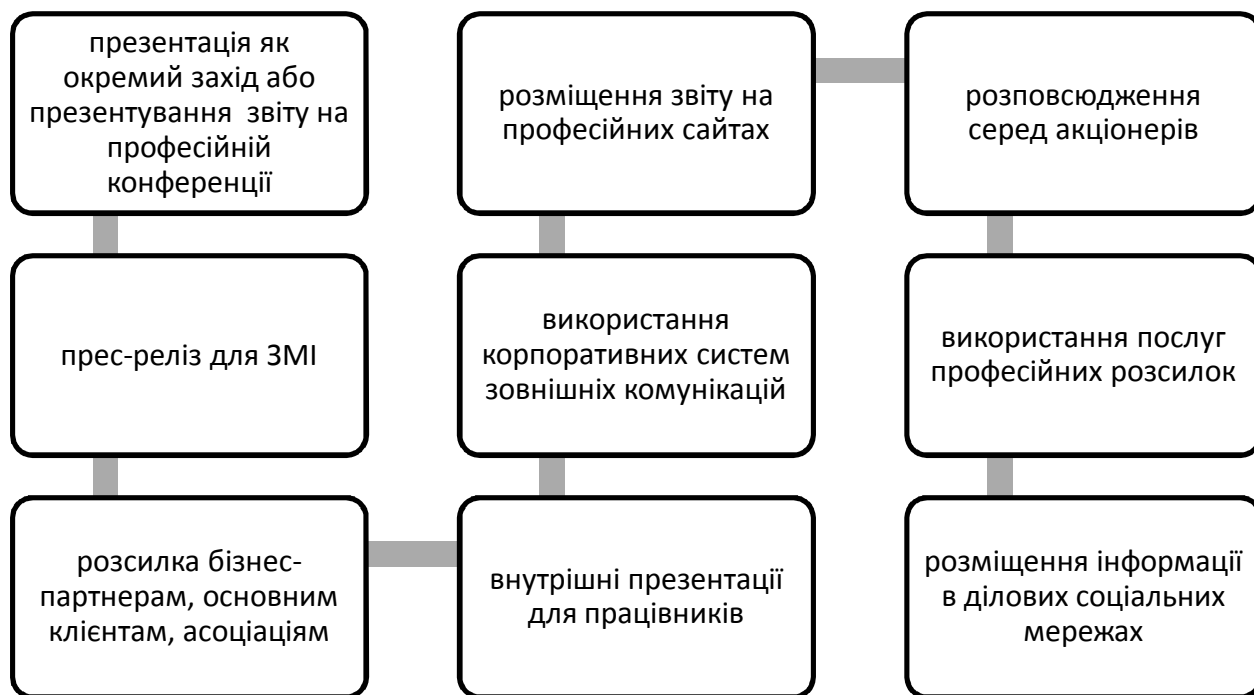 презентація як
окремий захід або
презентування звіту на
професійній
конференції
прес-реліз для ЗМІ
розсилка бізнес-
партнерам, основним
клієнтам, асоціаціям
внутрішні презентації
для працівників
використання
корпоративних систем
зовнішніх комунікацій
розміщення звіту на
професійних сайтах
розповсюдження
серед акціонерів
використання послуг
професійних розсилок
розміщення інформації
в ділових соціальних
мережах